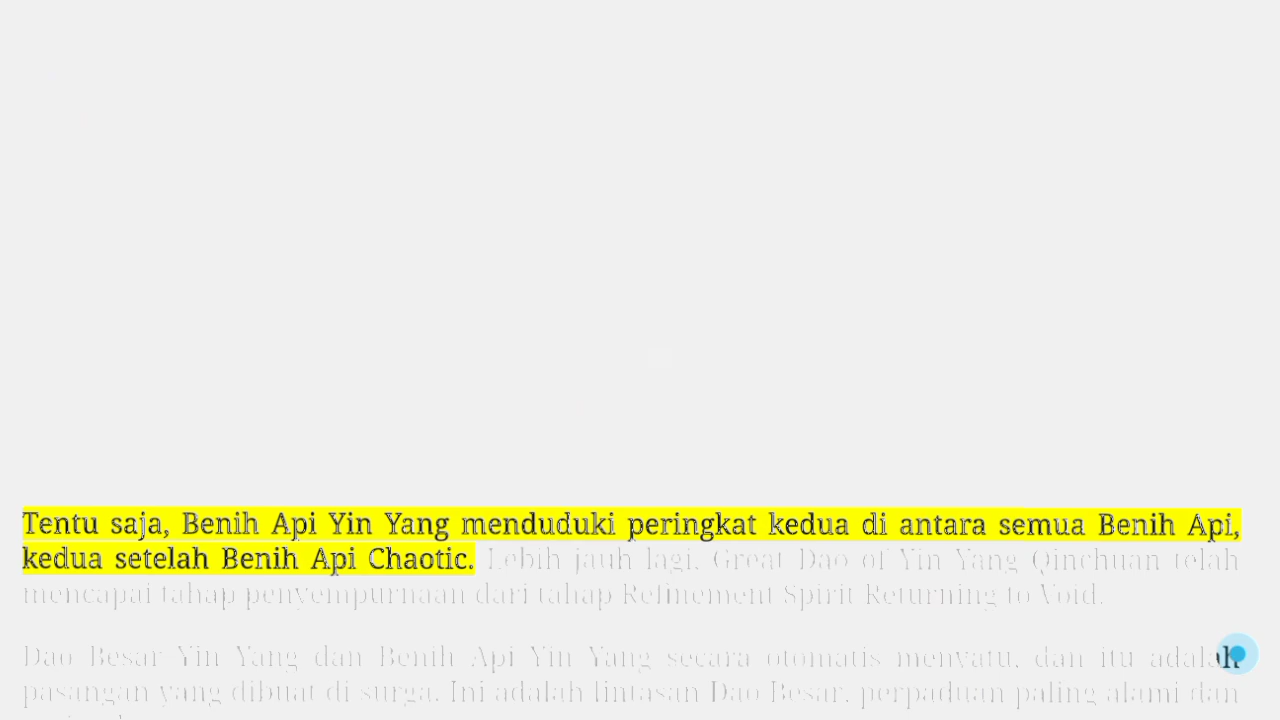 Tentu saja, Benih Api Yin Yang menduduki peringkat kedua di antara semua Benih Api,
kedua setelah Benih Api Chaotic. Lebih jauh lagi, Great Dao of Yin Yang Qinchuan telah
mencapai tahap penyempurnaan dari tahap Refinement Spirit Returning to Void.
Dao Besar Yin Yang dan Benih Api Yin Yang secara otomatis menyatu, dan itu adalah
pasangan yang dibuat di surga. Ini adalah lintasan Dao Besar, perpaduan paling alami dan